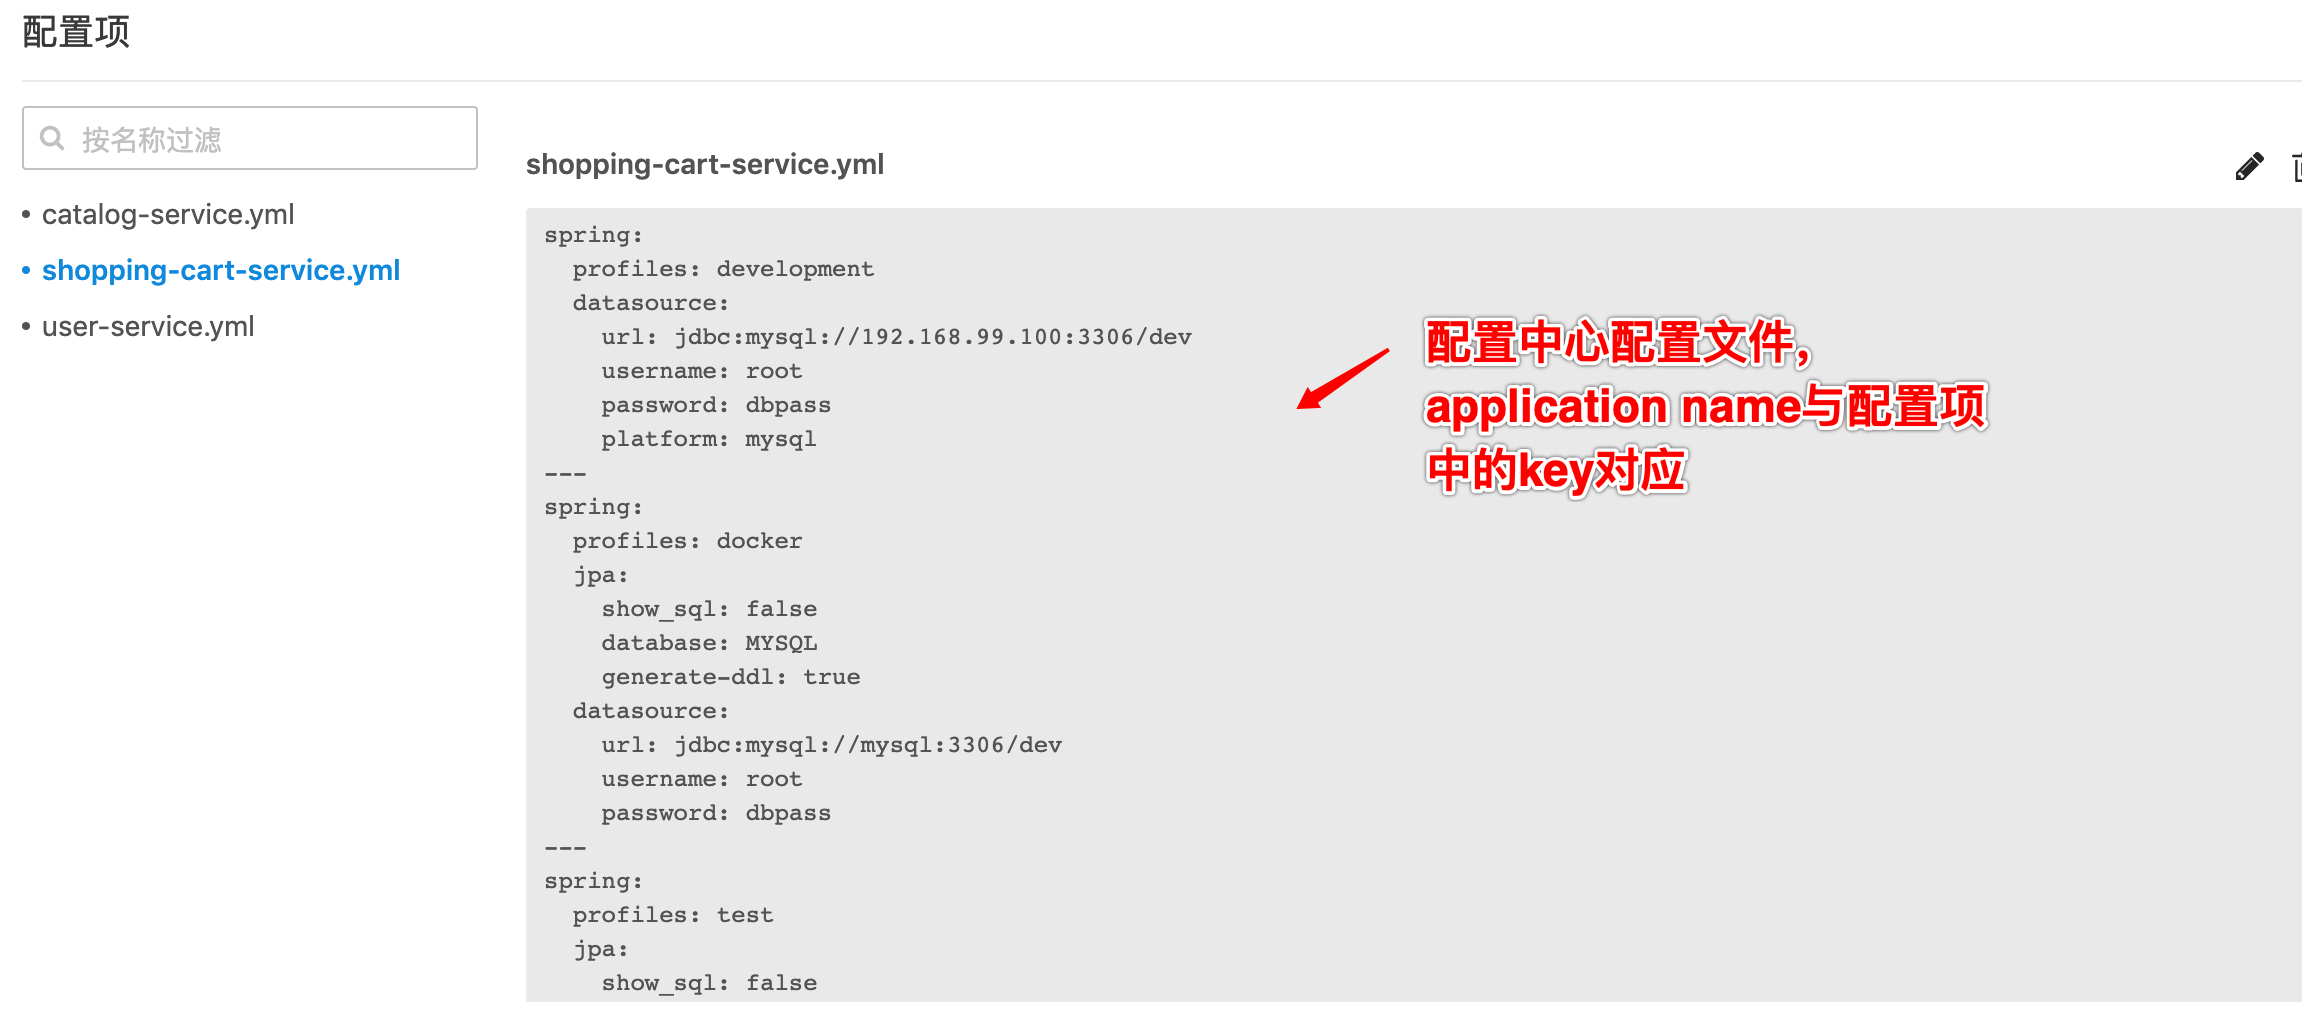 配置项
按名称过滤
• catalog-service.yml
• shopping-cart-service.yml
• user-service.yml
shopping-cart-service.yml
spring:
  profiles: development
  datasource:
    url: jdbc:mysql://192.168.99.100:3306/dev
    username: root
    password: dbpass
    platform: mysql
---
spring:
  profiles: docker
  jpa:
    show_sql: false
    database: MYSQL
    generate-ddl: true
  datasource:
    url: jdbc:mysql://mysql:3306/dev
    username: root
    password: dbpass
---
spring:
  profiles: test
  jpa:
    show_sql: false
配置中心配置文件，
application name与配置项
中的key对应